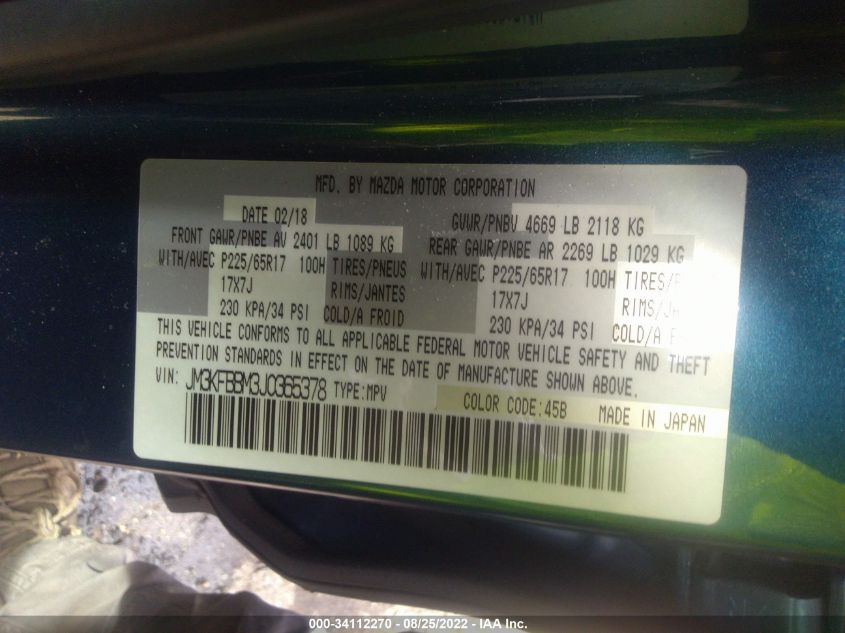 MFD. BY MAZDA MOTOR CORPORATION
DATE 02/18 GVWR/PNBV 4669 LB 2118 KG
FRONT GAWR/PNBE AV 2401 LB 1089 KG REAR GAWR/PNBE AR 2269 LB 1029 KG
WITH/AVEC P225/65R17 100H TIRES/PNEUS WITH/AVEC P225/65R17 100H TIRES/
17X7J RIMS/JANTES 17X7J RIMS/JA
230 KPA/34 PSI COLD/A FROID 230 KPA/34 PSI COLD/A F
THIS VEHICLE CONFORMS TO ALL APPLICABLE FEDERAL MOTOR VEHICLE SAFETY AND THEFT
PREVENTION STANDARDS IN EFFECT ON THE DATE OF MANUFACTURE SHOWN ABOVE.
VIN: JM3KFBBM3J0365378 TYPE:MPV
COLOR CODE:45B MADE IN JAPAN
000-34112270 - 08/25/2022 - IAA Inc.